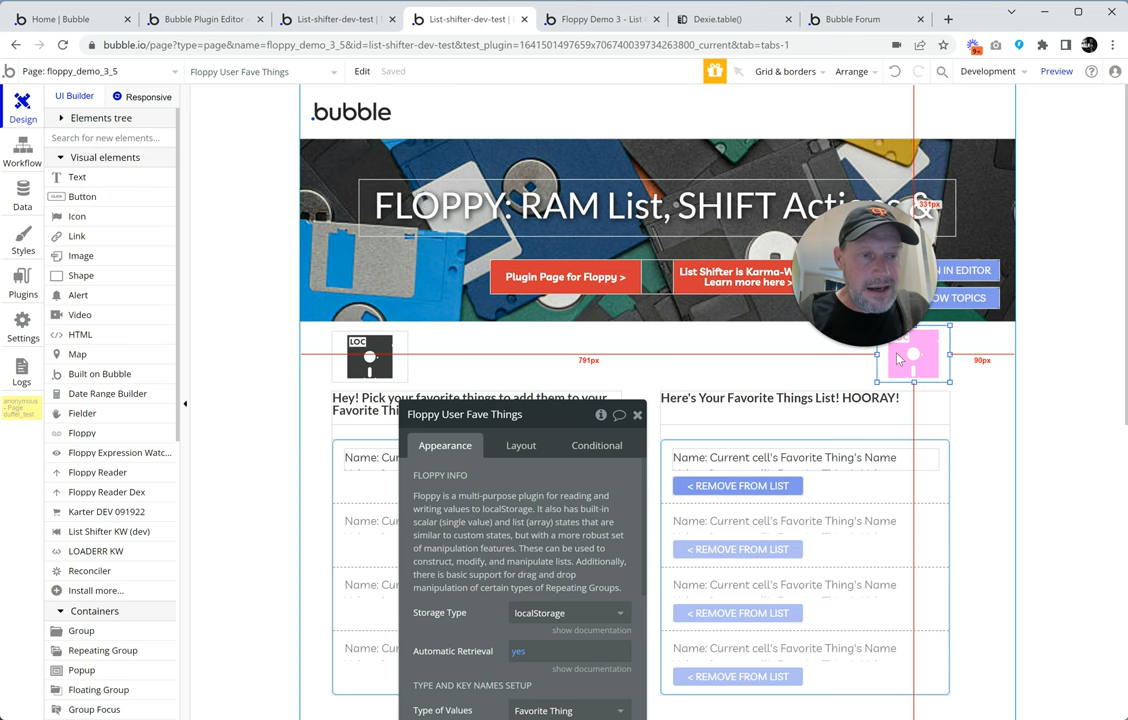 Home | Bubble
Bubble Plugin Editor -
List-shifter-dev-test |
List-shifter-dev-test |
Floppy Demo 3 - List
Dexie.table()
Bubble Forum
bubble.io/page?type=page&name=floppy_demo_3_5&id=list-shifter-dev-test&test_plugin=1641501497659x706740039734263800_current&tab=tabs-1
9+
Page: floppy_demo_3_5
Floppy User Fave Things
Edit
Saved
Grid & borders
Arrange
Development
Preview
UI Builder
Responsive
Design
Workflow
Data
Styles
Plugins
Settings
Logs
anonymous
- Page
duffer_test
Elements tree
Search for new elements...
Visual elements
Text
CLICK
Button
Icon
Link
Image
Shape
Alert
Video
HTML
Map
Built on Bubble
Date Range Builder
Fielder
Floppy
Floppy Expression Watc...
Floppy Reader
Floppy Reader Dex
Karter DEV 091922
List Shifter KW (dev)
LOADERR KW
Reconciler
Install more...
Containers
Group
Repeating Group
Popup
Floating Group
Group Focus
.bubble
FLOPPY: RAM List, SHIFT Actions &
331px
Plugin Page for Floppy >
List Shifter is Karma-W
Learn more here >
N IN EDITOR
OW TOPICS
LOC
791px
90px
Hey! Pick your favorite things to add them to your
Favorite Thi
Here's Your Favorite Things List! HOORAY!
Name: Cu
Name: Cu
Name: Cu
Name: Cu
Name: Current cell's Favorite Thing's Name
< REMOVE FROM LIST
Name: Current cell's Favorite Thing's Name
< REMOVE FROM LIST
Name: Current cell's Favorite Thing's Name
< REMOVE FROM LIST
Name: Current cell's Favorite Thing's Name
< REMOVE FROM LIST
Floppy User Fave Things
Appearance
Layout
Conditional
FLOPPY INFO
Floppy is a multi-purpose plugin for reading and
writing values to localStorage. It also has built-in
scalar (single value) and list (array) states that are
similar to custom states, but with a more robust set
of manipulation features. These can be used to
construct, modify, and manipulate lists. Additionally,
there is basic support for drag and drop
manipulation of certain types of Repeating Groups.
Storage Type
localStorage
show documentation
Automatic Retrieval
yes
show documentation
TYPE AND KEY NAMES SETUP
Type of Values
Favorite Thing